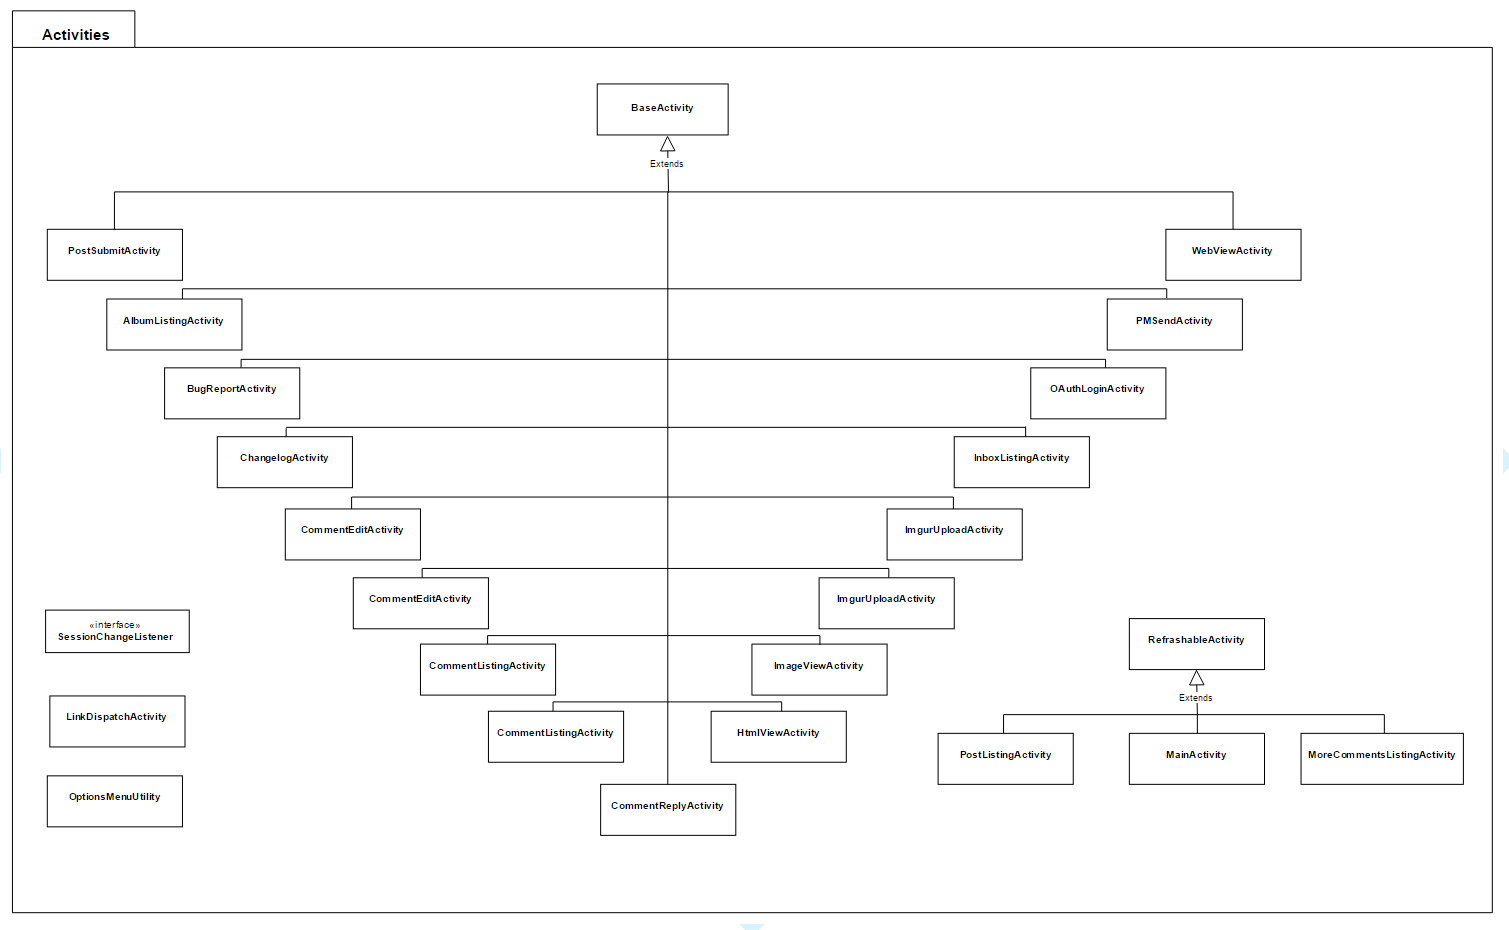 Activities
BaseActivity
Extends
PostSubmitActivity
WebViewActivity
AlbumListingActivity
PMSendActivity
BugReportActivity
OAuthLoginActivity
ChangelogActivity
InboxListingActivity
CommentEditActivity
ImgurUploadActivity
CommentEditActivity
ImgurUploadActivity
«interface»
SessionChangeListener
RefrashableActivity
CommentListingActivity
ImageViewActivity
Extends
LinkDispatchActivity
CommentListingActivity
HtmlViewActivity
PostListingActivity
MainActivity
MoreCommentsListingActivity
OptionsMenuUtility
CommentReplyActivity